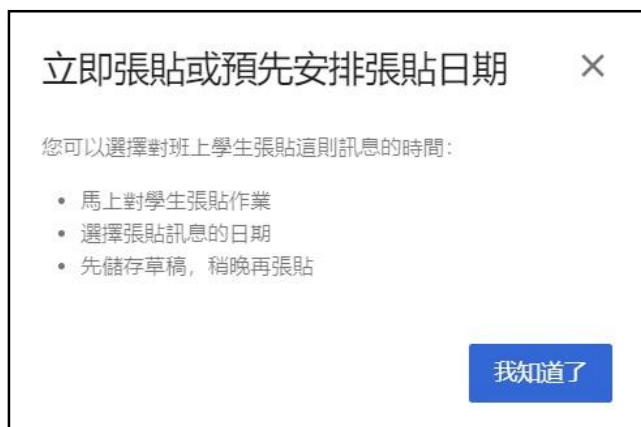 立即張貼或預先安排張貼日期
您可以選擇對班上學生張貼這則訊息的時間:
• 馬上對學生張貼作業
• 選擇張貼訊息的日期
• 先儲存草稿，稍晚再張貼
我知道了